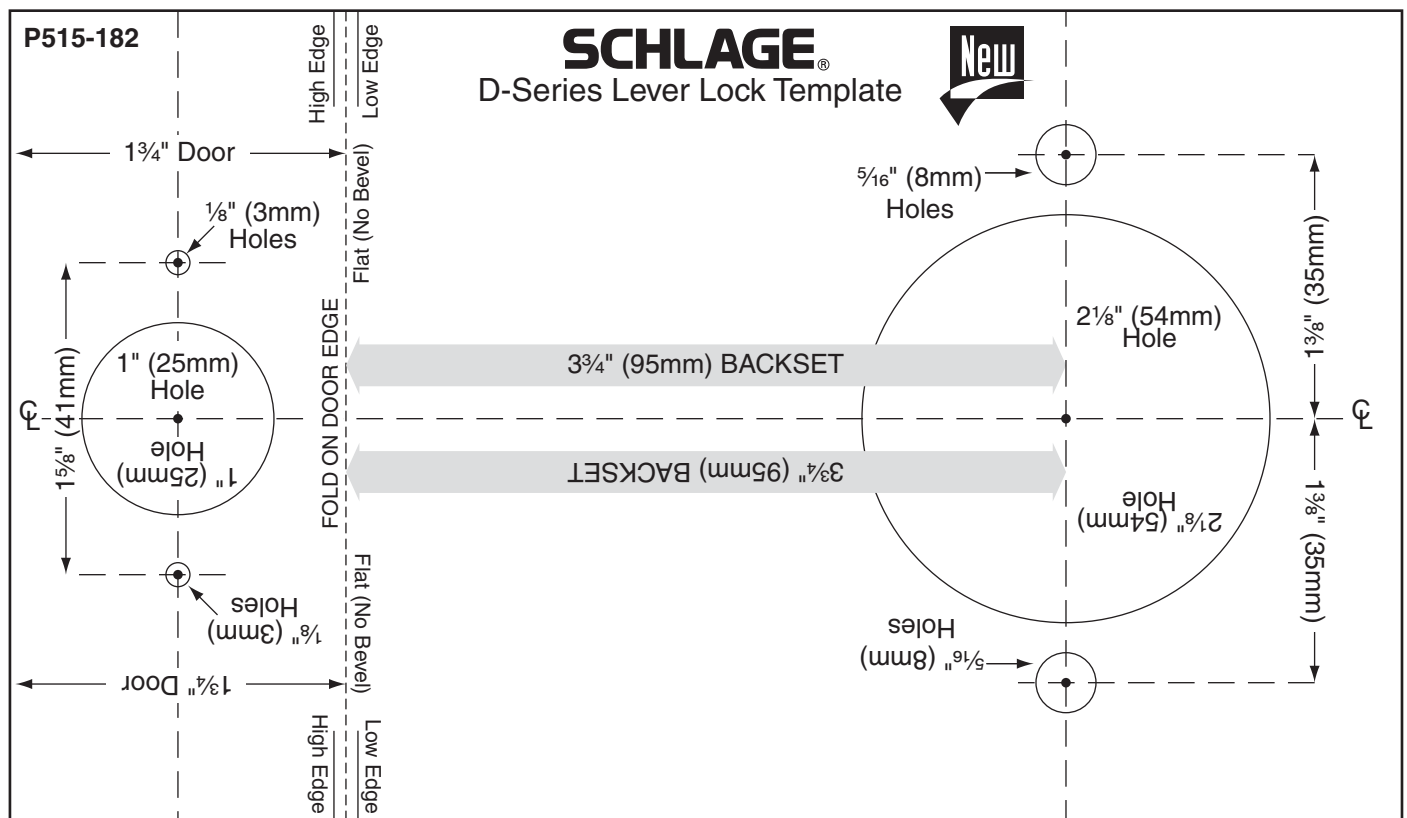 P515-182
High Edge
Low Edge
SCHLAGE®
D-Series Lever Lock Template
New
1¾" Door
Flat (No Bevel)
⅛" (3mm)
Holes
5⁄16" (8mm)
Holes
1⅜" (35mm)
1" (25mm)
Hole
1⅝" (41mm)
FOLD ON DOOR EDGE
3¾" (95mm) BACKSET
2⅛" (54mm)
Hole
℄
℄
1" (25mm)
Hole
3¾" (95mm) BACKSET
2⅛" (54mm)
Hole
1⅜" (35mm)
⅛" (3mm)
Holes
Flat (No Bevel)
5⁄16" (8mm)
Holes
1¾" Door
High Edge
Low Edge